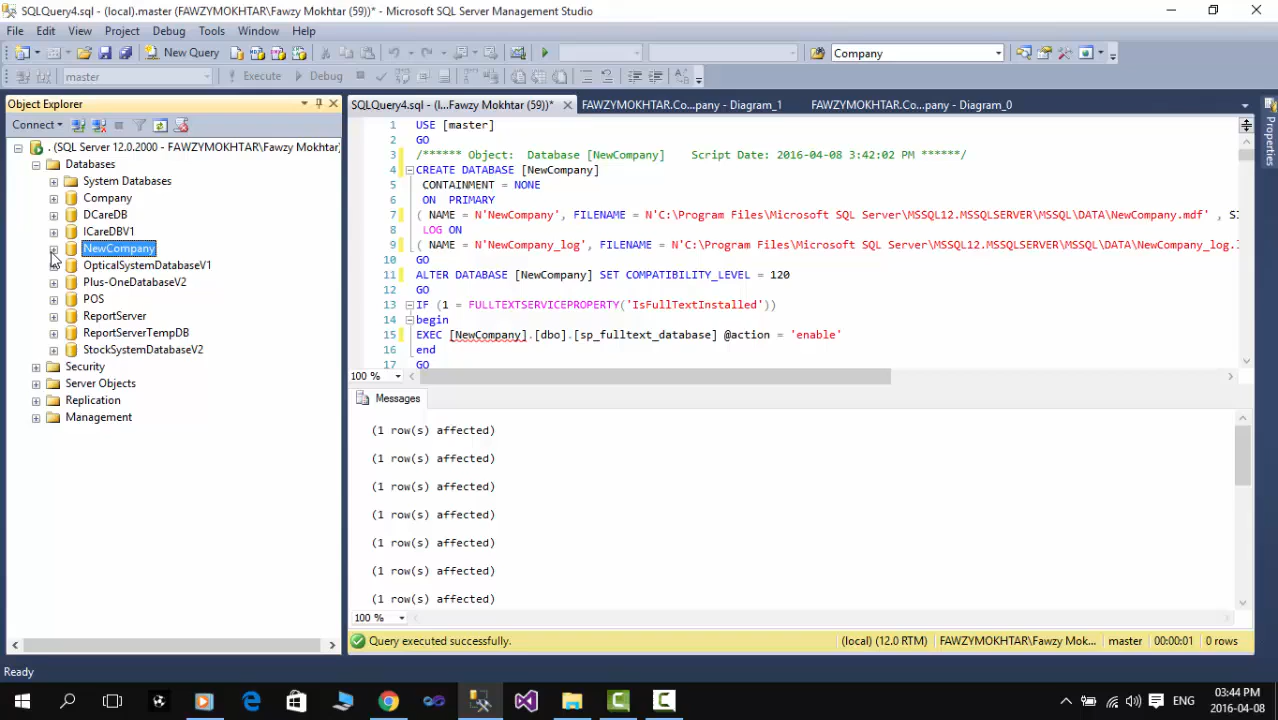 SQLQuery4.sql - (local).master (FAWZYMOKHTAR\Fawzy Mokhtar (59))* - Microsoft SQL Server Management Studio
File Edit View Project Debug Tools Window Help
New Query Company
master Execute Debug
Object Explorer
Connect
. (SQL Server 12.0.2000 - FAWZYMOKHTAR\Fawzy Mokhtar)
Databases
System Databases
Company
DCareDB
ICareDBV1
NewCompany
OpticalSystemDatabaseV1
Plus-OneDatabaseV2
POS
ReportServer
ReportServerTempDB
StockSystemDatabaseV2
Security
Server Objects
Replication
Management
SQLQuery4.sql - (l...Fawzy Mokhtar (59))* FAWZYMOKHTAR.Co...pany - Diagram_1 FAWZYMOKHTAR.Co...pany - Diagram_0
1 USE [master]
2 GO
3 /****** Object: Database [NewCompany] Script Date: 2016-04-08 3:42:02 PM ******/
4 CREATE DATABASE [NewCompany]
5 CONTAINMENT = NONE
6 ON PRIMARY
7 ( NAME = N'NewCompany', FILENAME = N'C:\Program Files\Microsoft SQL Server\MSSQL12.MSSQLSERVER\MSSQL\DATA\NewCompany.mdf' , SI
8 LOG ON
9 ( NAME = N'NewCompany_log', FILENAME = N'C:\Program Files\Microsoft SQL Server\MSSQL12.MSSQLSERVER\MSSQL\DATA\NewCompany_log.l
10 GO
11 ALTER DATABASE [NewCompany] SET COMPATIBILITY_LEVEL = 120
12 GO
13 IF (1 = FULLTEXTSERVICEPROPERTY('IsFullTextInstalled'))
14 begin
15 EXEC [NewCompany].[dbo].[sp_fulltext_database] @action = 'enable'
16 end
17 GO
100 %
Messages
(1 row(s) affected)
(1 row(s) affected)
(1 row(s) affected)
(1 row(s) affected)
(1 row(s) affected)
(1 row(s) affected)
(1 row(s) affected)
100 %
Query executed successfully. (local) (12.0 RTM) FAWZYMOKHTAR\Fawzy Mok... master 00:00:01 0 rows
Properties
Ready
ENG 03:44 PM
2016-04-08